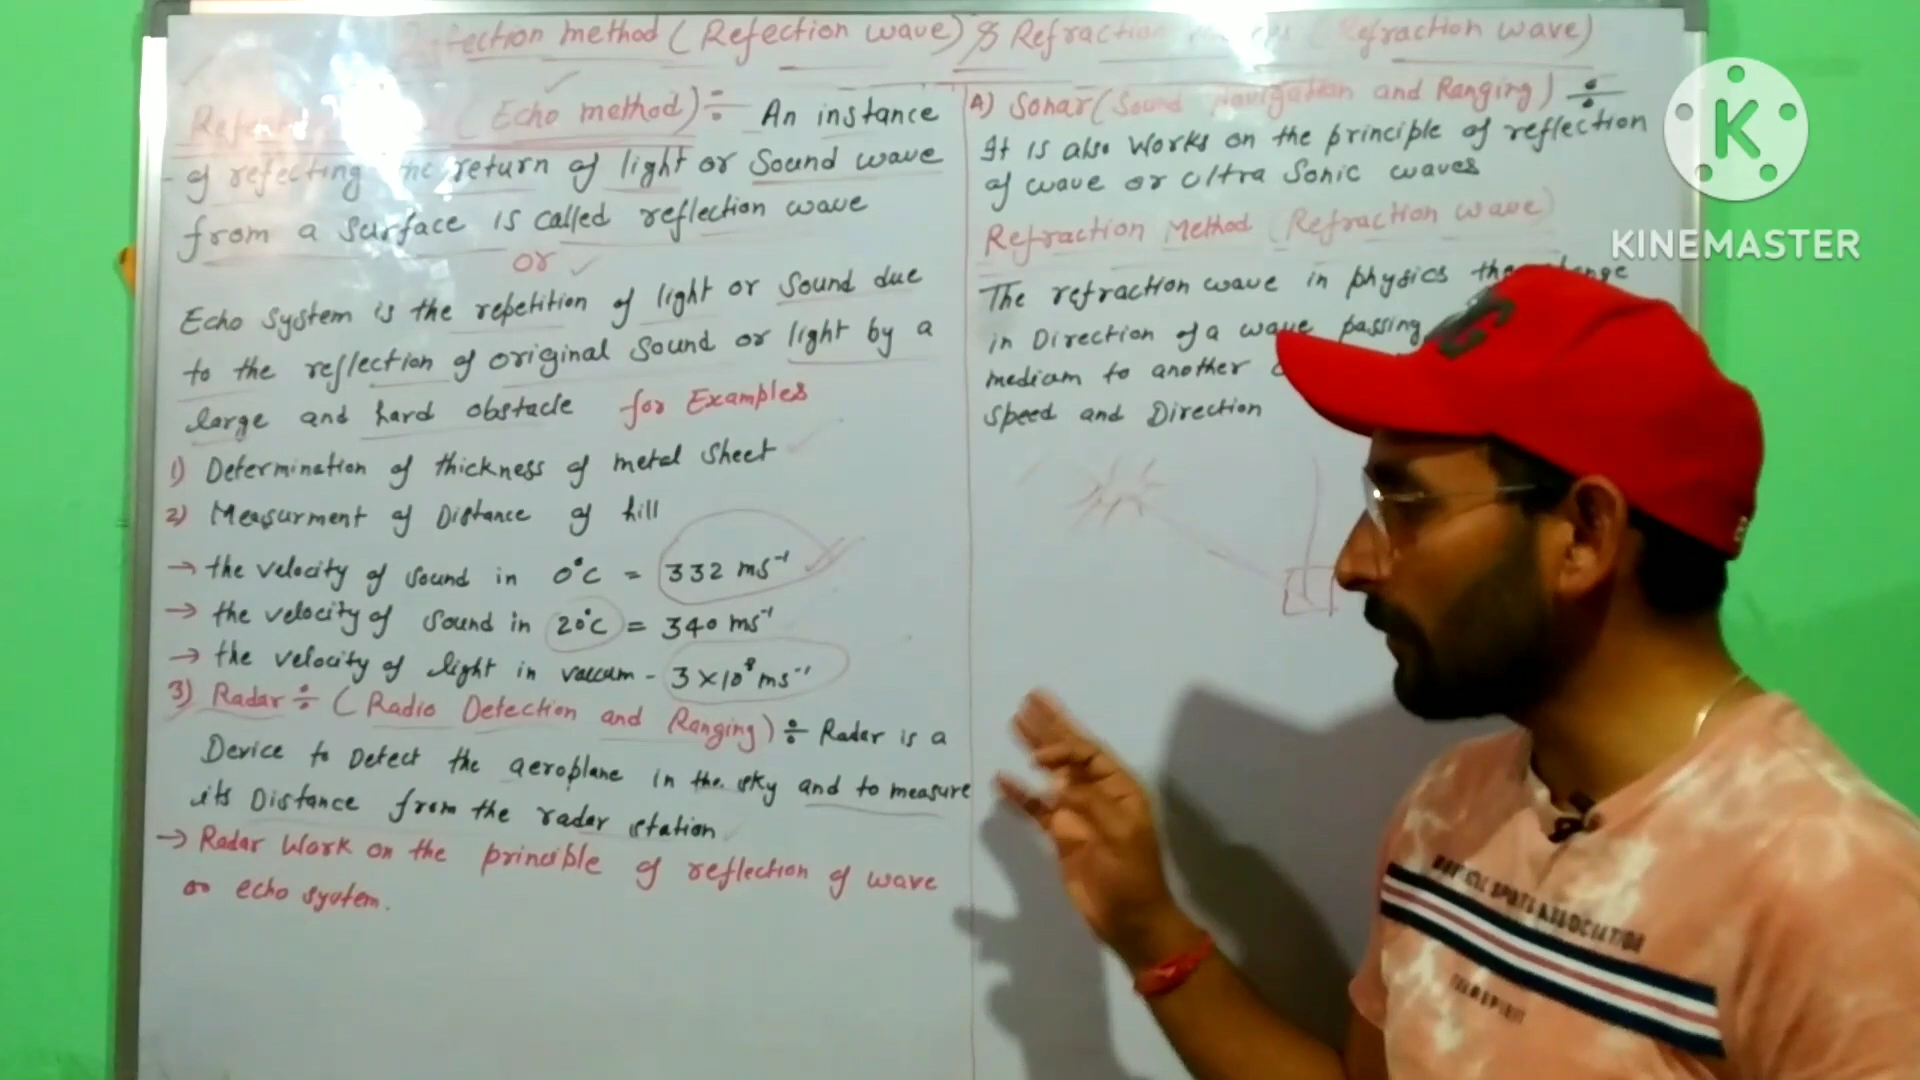 Refection method (Refection wave) & Refraction (Refraction wave)
(Echo method) ÷ An instance
of refecting the return of light or Sound wave
from a surface is called reflection wave
or
Echo System is the repetition of light or Sound due
to the reflection of original Sound or light by a
large and hard obstacle for Examples
1) Determination of thickness of metal Sheet
2) Measurment of Distance of hill
→ the velocity of Sound in 0°C = 332 ms⁻¹
→ the velocity of Sound in 20°C = 340 ms⁻¹
→ the velocity of light in vaccum - 3 × 10⁸ ms⁻¹
3) Radar ÷ (Radio Detection and Ranging) ÷ Radar is a
Device to Detect the aeroplane in the sky and to measure
its Distance from the radar station
→ Radar Work on the principle of reflection of wave
or echo system.
A) Sonar (Sound Navigation and Ranging) ÷
It is also Works on the principle of reflection
of wave or Ultra Sonic waves
Refraction Method (Refraction wave)
The refraction wave in physics the change
in Direction of a wave passing
mediam to another
Speed and Direction
K
KINEMASTER
SPORTS ASSOCIATION